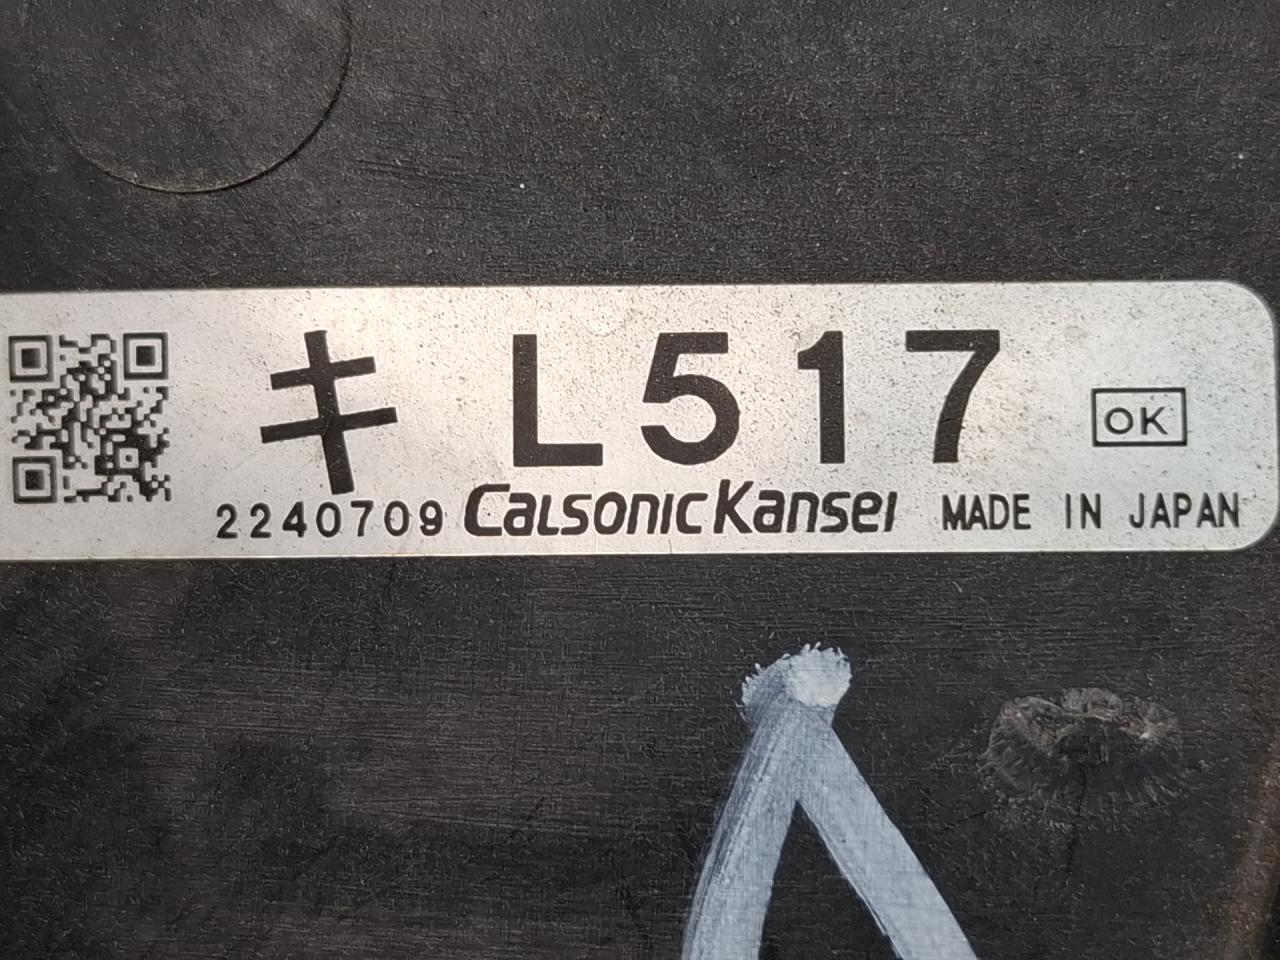 キ L517 OK
2240709 CalsonicKansei MADE IN JAPAN